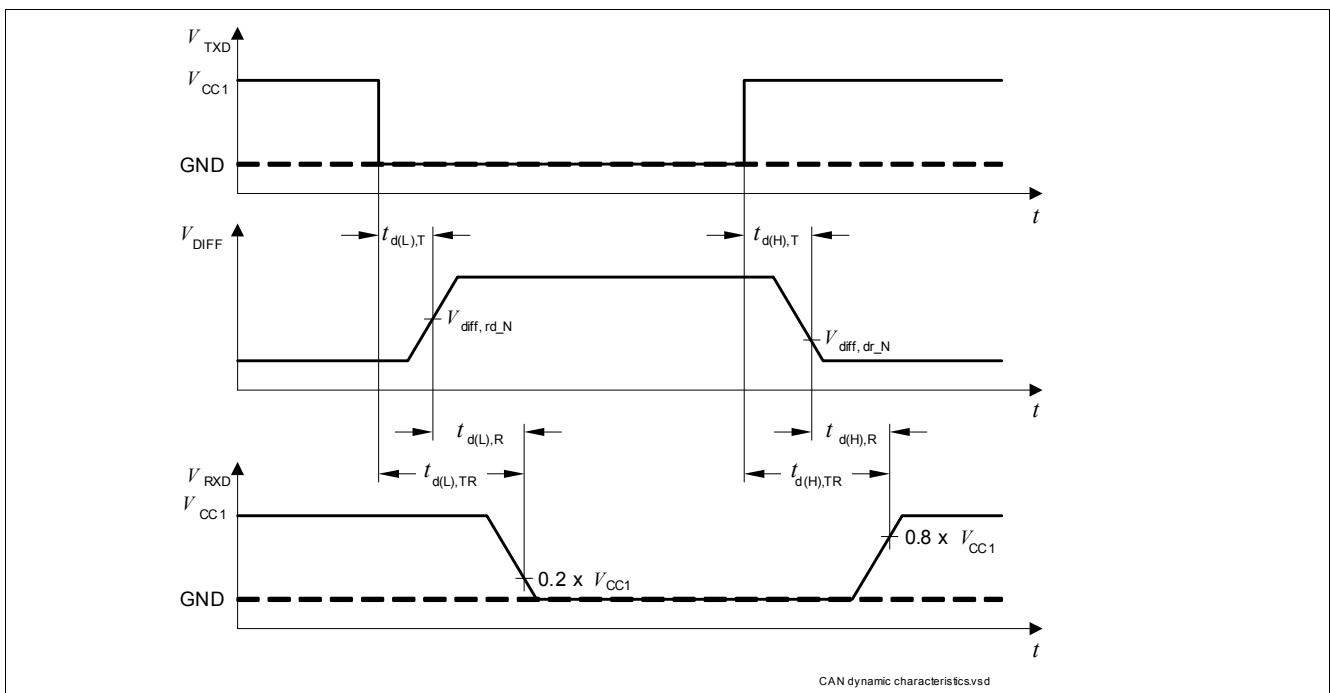 V TXD
V CC1
GND
t
V DIFF
t d(L),T
t d(H),T
V diff, rd_N
V diff, dr_N
t
t d(L),R
t d(H),R
t d(L),TR
t d(H),TR
V RXD
V CC1
0.8 x V CC1
0.2 x V CC1
GND
t
CAN dynamic characteristics.vsd